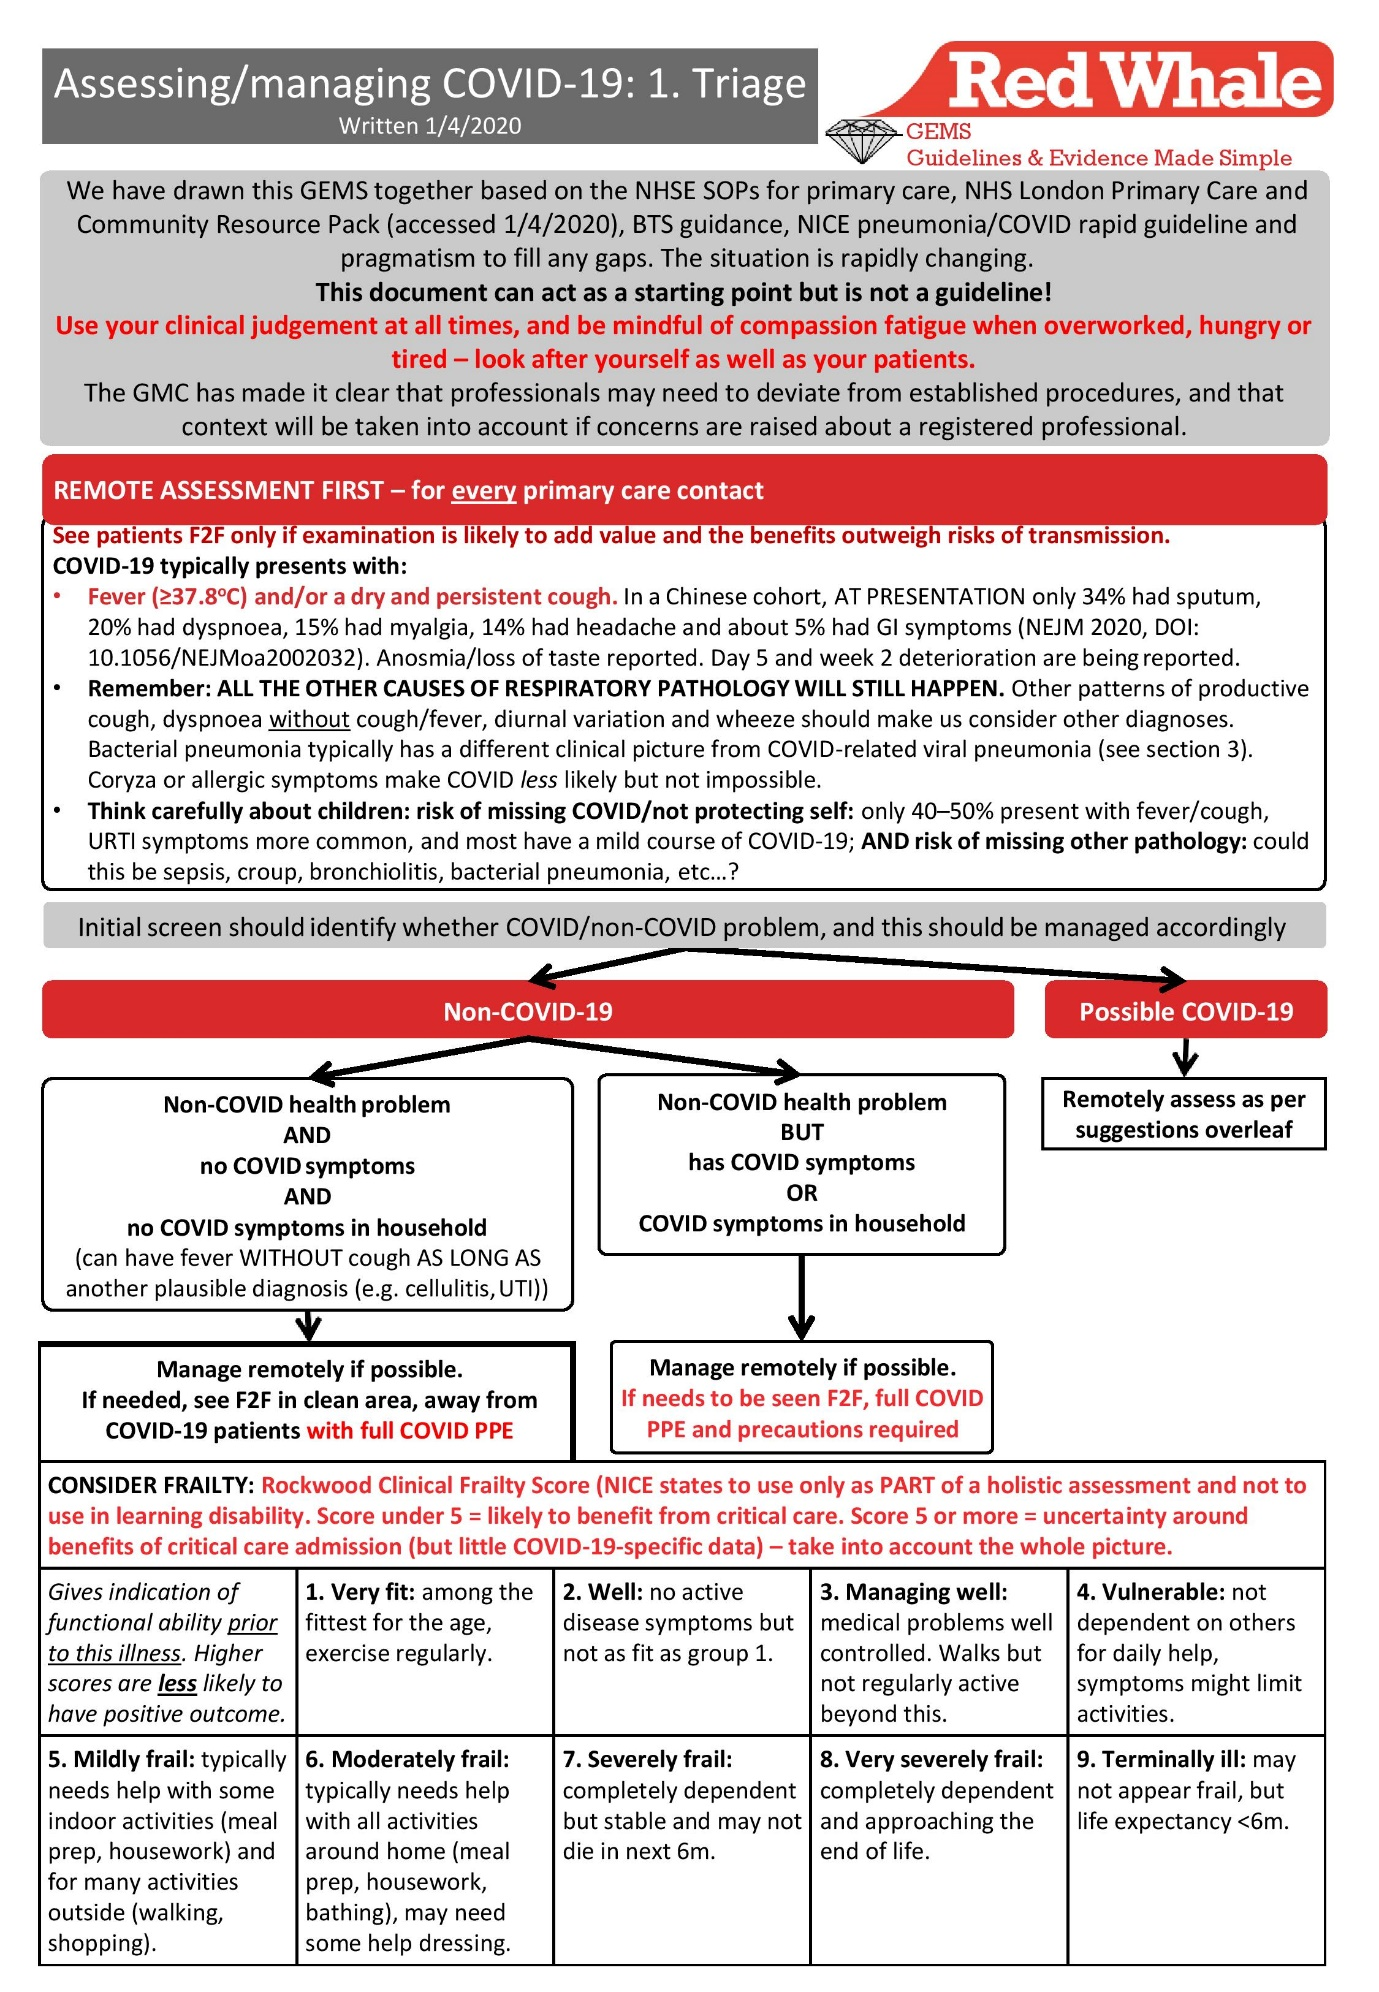 Assessing/managing COVID-19: 1. Triage
Written 1/4/2020
Red Whale
GEMS
Guidelines & Evidence Made Simple
We have drawn this GEMS together based on the NHSE SOPs for primary care, NHS London Primary Care and
Community Resource Pack (accessed 1/4/2020), BTS guidance, NICE pneumonia/COVID rapid guideline and
pragmatism to fill any gaps. The situation is rapidly changing.
This document can act as a starting point but is not a guideline!
Use your clinical judgement at all times, and be mindful of compassion fatigue when overworked, hungry or
tired – look after yourself as well as your patients.
The GMC has made it clear that professionals may need to deviate from established procedures, and that
context will be taken into account if concerns are raised about a registered professional.
REMOTE ASSESSMENT FIRST – for every primary care contact
See patients F2F only if examination is likely to add value and the benefits outweigh risks of transmission.
COVID-19 typically presents with:
• Fever (≥37.8°C) and/or a dry and persistent cough. In a Chinese cohort, AT PRESENTATION only 34% had sputum,
20% had dyspnoea, 15% had myalgia, 14% had headache and about 5% had GI symptoms (NEJM 2020, DOI:
10.1056/NEJMoa2002032). Anosmia/loss of taste reported. Day 5 and week 2 deterioration are being reported.
• Remember: ALL THE OTHER CAUSES OF RESPIRATORY PATHOLOGY WILL STILL HAPPEN. Other patterns of productive
cough, dyspnoea without cough/fever, diurnal variation and wheeze should make us consider other diagnoses.
Bacterial pneumonia typically has a different clinical picture from COVID-related viral pneumonia (see section 3).
Coryza or allergic symptoms make COVID less likely but not impossible.
• Think carefully about children: risk of missing COVID/not protecting self: only 40–50% present with fever/cough,
URTI symptoms more common, and most have a mild course of COVID-19; AND risk of missing other pathology: could
this be sepsis, croup, bronchiolitis, bacterial pneumonia, etc…?
Initial screen should identify whether COVID/non-COVID problem, and this should be managed accordingly
Non-COVID-19
Possible COVID-19
Non-COVID health problem
AND
no COVID symptoms
AND
no COVID symptoms in household
(can have fever WITHOUT cough AS LONG AS
another plausible diagnosis (e.g. cellulitis, UTI))
Non-COVID health problem
BUT
has COVID symptoms
OR
COVID symptoms in household
Remotely assess as per
suggestions overleaf
Manage remotely if possible.
If needed, see F2F in clean area, away from
COVID-19 patients with full COVID PPE
Manage remotely if possible.
If needs to be seen F2F, full COVID
PPE and precautions required
CONSIDER FRAILTY: Rockwood Clinical Frailty Score (NICE states to use only as PART of a holistic assessment and not to
use in learning disability. Score under 5 = likely to benefit from critical care. Score 5 or more = uncertainty around
benefits of critical care admission (but little COVID-19-specific data) – take into account the whole picture.
Gives indication of
functional ability prior
to this illness. Higher
scores are less likely to
have positive outcome.
1. Very fit: among the
fittest for the age,
exercise regularly.
2. Well: no active
disease symptoms but
not as fit as group 1.
3. Managing well:
medical problems well
controlled. Walks but
not regularly active
beyond this.
4. Vulnerable: not
dependent on others
for daily help,
symptoms might limit
activities.
5. Mildly frail: typically
needs help with some
indoor activities (meal
prep, housework) and
for many activities
outside (walking,
shopping).
6. Moderately frail:
typically needs help
with all activities
around home (meal
prep, housework,
bathing), may need
some help dressing.
7. Severely frail:
completely dependent
but stable and may not
die in next 6m.
8. Very severely frail:
completely dependent
and approaching the
end of life.
9. Terminally ill: may
not appear frail, but
life expectancy <6m.